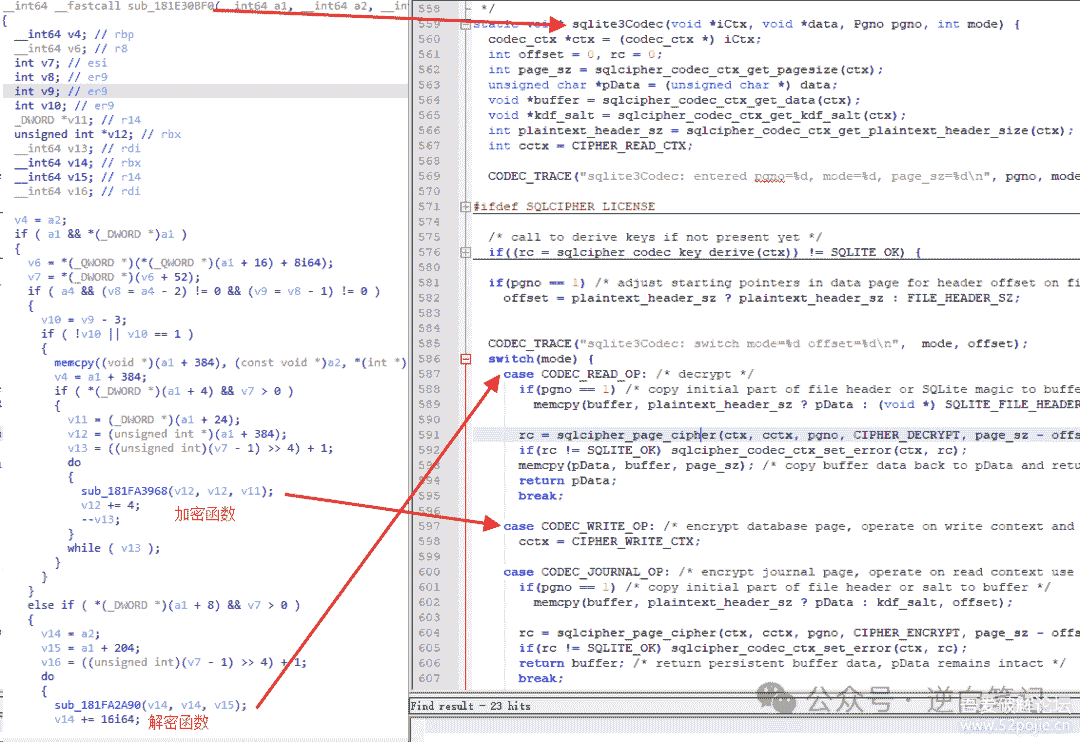 __int64 __fastcall sub_181E30BF0(__int64 a1, __int64 a2, __in
{
__int64 v4; // rbp
__int64 v6; // r8
int v7; // esi
int v8; // er9
int v9; // er9
int v10; // er9
_DWORD *v11; // r14
unsigned int *v12; // rbx
__int64 v13; // rdi
__int64 v14; // rbx
__int64 v15; // r14
__int64 v16; // rdi
v4 = a2;
if ( a1 && *(_DWORD *)a1 )
{
v6 = *(_QWORD *)(*(_QWORD *)(a1 + 16) + 8i64);
v7 = *(_DWORD *)(v6 + 52);
if ( a4 && (v8 = a4 - 2) != 0 && (v9 = v8 - 1) != 0 )
{
v10 = v9 - 3;
if ( !v10 || v10 == 1 )
{
memcpy((void *)(a1 + 384), (const void *)a2, *(int *)
v4 = a1 + 384;
if ( *(_DWORD *)(a1 + 4) && v7 > 0 )
{
v11 = (_DWORD *)(a1 + 24);
v12 = (unsigned int *)(a1 + 384);
v13 = ((unsigned int)(v7 - 1) >> 4) + 1;
do
{
sub_181FA3968(v12, v12, v11);
v12 += 4;
加密函数
--v13;
}
while ( v13 );
}
}
}
else if ( *(_DWORD *)(a1 + 8) && v7 > 0 )
{
v14 = a2;
v15 = a1 + 204;
v16 = ((unsigned int)(v7 - 1) >> 4) + 1;
do
{
sub_181FA2A90(v14, v14, v15);
v14 += 16i64;
解密函数
558 */
559 static void* sqlite3Codec(void *iCtx, void *data, Pgno pgno, int mode) {
560 codec_ctx *ctx = (codec_ctx *) iCtx;
561 int offset = 0, rc = 0;
562 int page_sz = sqlcipher_codec_ctx_get_pagesize(ctx);
563 unsigned char *pData = (unsigned char *) data;
564 void *buffer = sqlcipher_codec_ctx_get_data(ctx);
565 void *kdf_salt = sqlcipher_codec_ctx_get_kdf_salt(ctx);
566 int plaintext_header_sz = sqlcipher_codec_ctx_get_plaintext_header_size(ctx);
567 int cctx = CIPHER_READ_CTX;
568
569 CODEC_TRACE("sqlite3Codec: entered pgno=%d, mode=%d, page_sz=%d\n", pgno, mode
570
571 #ifdef SQLCIPHER_LICENSE
574
575 /* call to derive keys if not present yet */
576 if((rc = sqlcipher_codec_key_derive(ctx)) != SQLITE_OK) {
580
581 if(pgno == 1) /* adjust starting pointers in data page for header offset on fi
582 offset = plaintext_header_sz ? plaintext_header_sz : FILE_HEADER_SZ;
583
584
585 CODEC_TRACE("sqlite3Codec: switch mode=%d offset=%d\n", mode, offset);
586 switch(mode) {
587 case CODEC_READ_OP: /* decrypt */
588 if(pgno == 1) /* copy initial part of file header or SQLite magic to buffe
589 memcpy(buffer, plaintext_header_sz ? pData : (void *) SQLITE_FILE_HEADER
590
591 rc = sqlcipher_page_cipher(ctx, cctx, pgno, CIPHER_DECRYPT, page_sz - offs
592 if(rc != SQLITE_OK) sqlcipher_codec_ctx_set_error(ctx, rc);
593 memcpy(pData, buffer, page_sz); /* copy buffer data back to pData and retu
594 return pData;
595 break;
596
597 case CODEC_WRITE_OP: /* encrypt database page, operate on write context and
598 cctx = CIPHER_WRITE_CTX;
599
600 case CODEC_JOURNAL_OP: /* encrypt journal page, operate on read context use
601 if(pgno == 1) /* copy initial part of file header or salt to buffer */
602 memcpy(buffer, plaintext_header_sz ? pData : kdf_salt, offset);
603
604 rc = sqlcipher_page_cipher(ctx, cctx, pgno, CIPHER_ENCRYPT, page_sz - offs
605 if(rc != SQLITE_OK) sqlcipher_codec_ctx_set_error(ctx, rc);
606 return buffer; /* return persistent buffer data, pData remains intact */
607 break;
Find result - 23 hits
公众号 · 逆向笔记
吾爱破解论坛
www.52pojie.cn